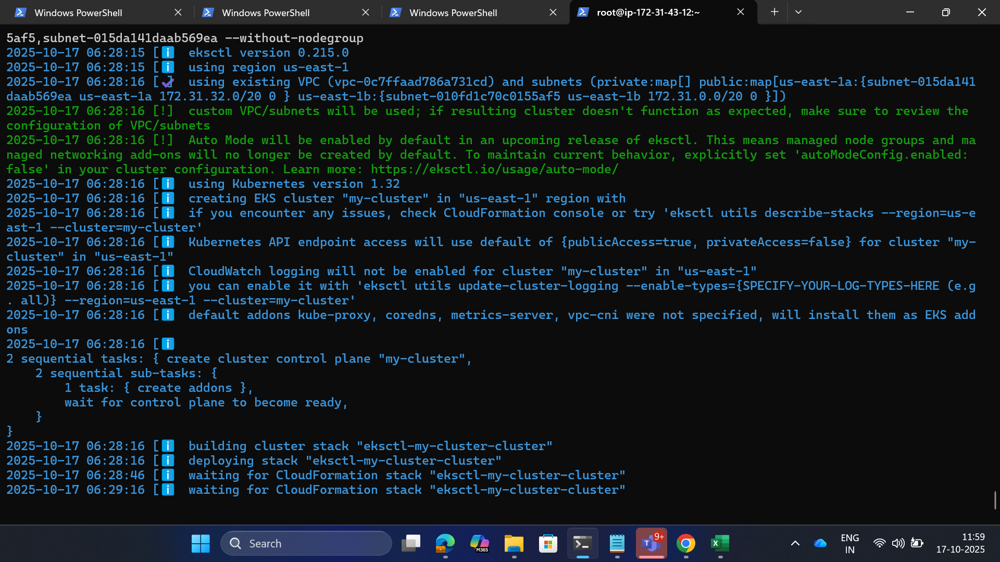 Windows PowerShell
Windows PowerShell
Windows PowerShell
root@ip-172-31-43-12:~
5af5,subnet-015da141daab569ea --without-nodegroup
2025-10-17 06:28:15 [ℹ]  eksctl version 0.215.0
2025-10-17 06:28:15 [ℹ]  using region us-east-1
2025-10-17 06:28:16 [✔]  using existing VPC (vpc-0c7ffaad786a731cd) and subnets (private:map[] public:map[us-east-1a:{subnet-015da141
daab569ea us-east-1a 172.31.32.0/20 0 } us-east-1b:{subnet-010fd1c70c0155af5 us-east-1b 172.31.0.0/20 0 }])
2025-10-17 06:28:16 [!]  custom VPC/subnets will be used; if resulting cluster doesn't function as expected, make sure to review the
configuration of VPC/subnets
2025-10-17 06:28:16 [!]  Auto Mode will be enabled by default in an upcoming release of eksctl. This means managed node groups and ma
naged networking add-ons will no longer be created by default. To maintain current behavior, explicitly set 'autoModeConfig.enabled:
false' in your cluster configuration. Learn more: https://eksctl.io/usage/auto-mode/
2025-10-17 06:28:16 [ℹ]  using Kubernetes version 1.32
2025-10-17 06:28:16 [ℹ]  creating EKS cluster "my-cluster" in "us-east-1" region with
2025-10-17 06:28:16 [ℹ]  if you encounter any issues, check CloudFormation console or try 'eksctl utils describe-stacks --region=us-e
ast-1 --cluster=my-cluster'
2025-10-17 06:28:16 [ℹ]  Kubernetes API endpoint access will use default of {publicAccess=true, privateAccess=false} for cluster "my-
cluster" in "us-east-1"
2025-10-17 06:28:16 [ℹ]  CloudWatch logging will not be enabled for cluster "my-cluster" in "us-east-1"
2025-10-17 06:28:16 [ℹ]  you can enable it with 'eksctl utils update-cluster-logging --enable-types={SPECIFY-YOUR-LOG-TYPES-HERE (e.g
. all)} --region=us-east-1 --cluster=my-cluster'
2025-10-17 06:28:16 [ℹ]  default addons kube-proxy, coredns, metrics-server, vpc-cni were not specified, will install them as EKS add
ons
2025-10-17 06:28:16 [ℹ]
2 sequential tasks: { create cluster control plane "my-cluster",
    2 sequential sub-tasks: {
        1 task: { create addons },
        wait for control plane to become ready,
    }
}
2025-10-17 06:28:16 [ℹ]  building cluster stack "eksctl-my-cluster-cluster"
2025-10-17 06:28:16 [ℹ]  deploying stack "eksctl-my-cluster-cluster"
2025-10-17 06:28:46 [ℹ]  waiting for CloudFormation stack "eksctl-my-cluster-cluster"
2025-10-17 06:29:16 [ℹ]  waiting for CloudFormation stack "eksctl-my-cluster-cluster"
Search
M365
T
9+
X
ENG
IN
11:59
17-10-2025